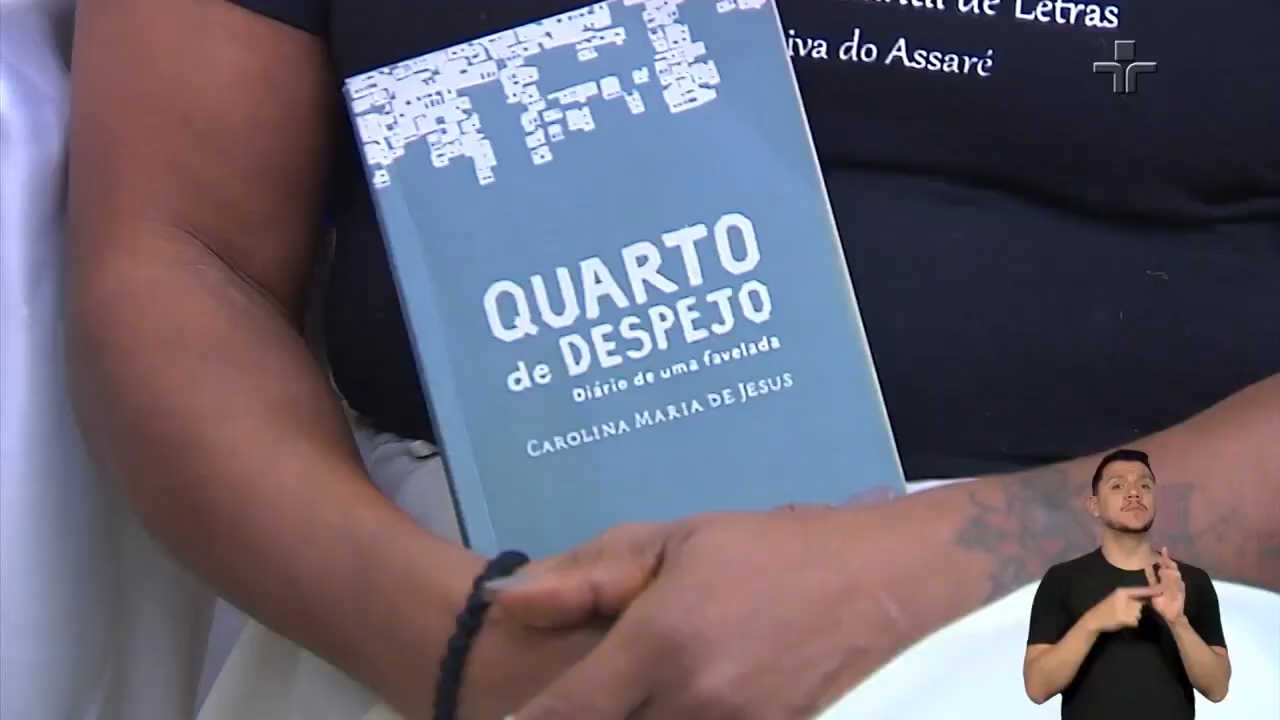 de Letras
iva do Assaré
QUARTO
de DESPEJO
Diário de uma favelada
CAROLINA MARIA DE JESUS